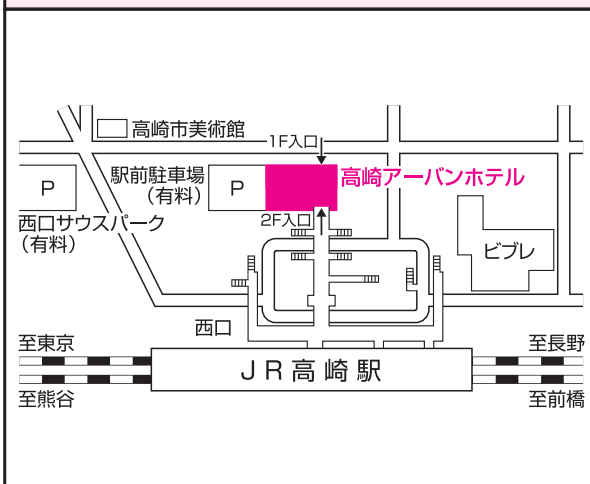 高崎市美術館
1F入口
駅前駐車場
(有料)
P
高崎アーバンホテル
P
西口サウスパーク
(有料)
2F入口
ビブレ
西口
至東京
至長野
JR高崎駅
至熊谷
至前橋